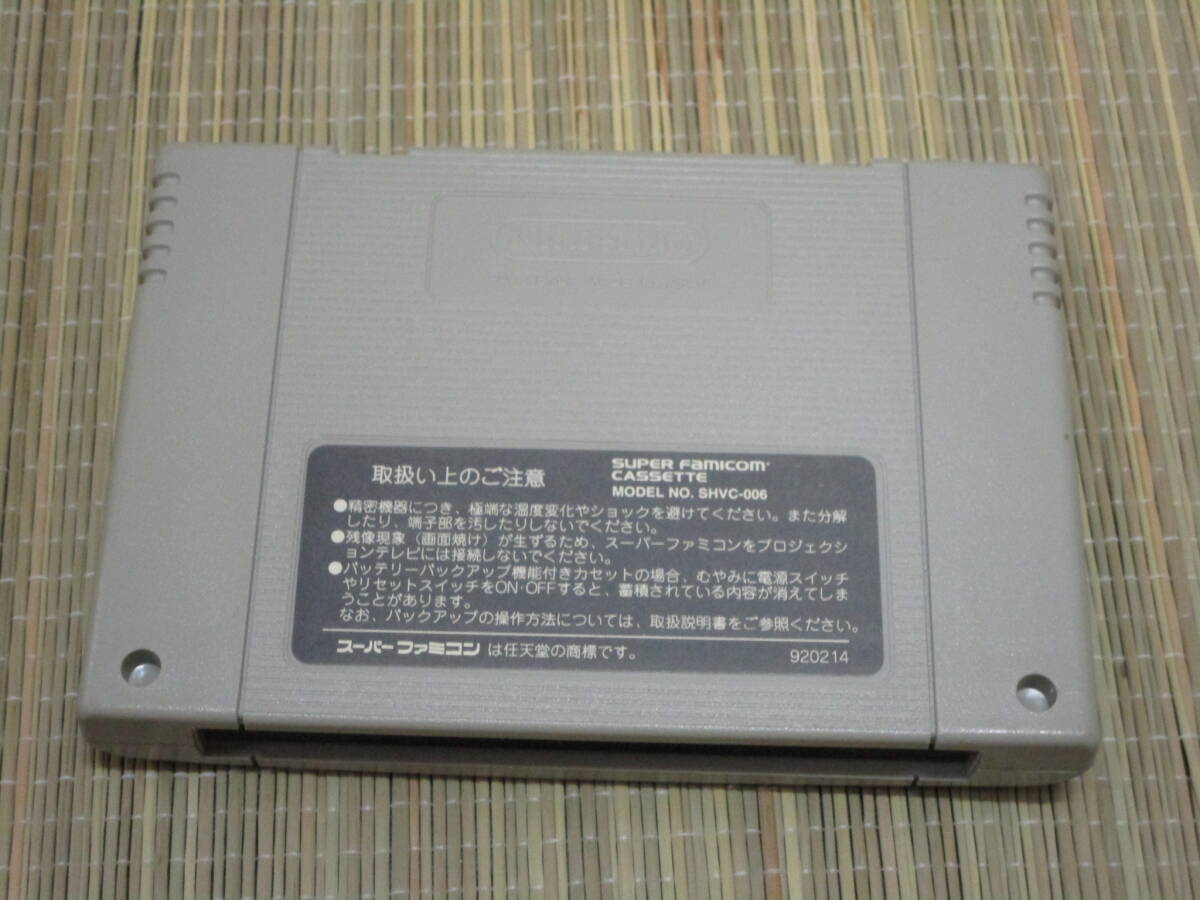 Nintendo
取扱い上のご注意
SUPER FAMICOM
CASSETTE
MODEL NO. SHVC-006
●精密機器につき、極端な温度変化やショックを避けてください。また分解
したり、端子部を汚したりしないでください。
●残像現象（画面焼け）が生ずるため、スーパーファミコンをプロジェクシ
ョンテレビには接続しないでください。
●バッテリーバックアップ機能付きカセットの場合、むやみに電源スイッチ
やリセットスイッチをON・OFFすると、蓄積されている内容が消えてしま
うことがあります。
なお、バックアップの操作方法については、取扱説明書をご参照ください。
スーパーファミコン は任天堂の商標です。
920214